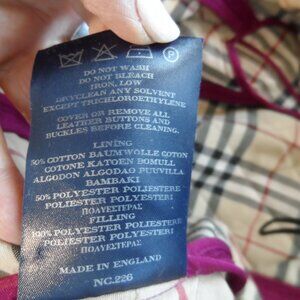 P
DO NOT WASH
DO NOT BLEACH
IRON, LOW
DRYCLEAN ANY SOLVENT
EXCEPT TRICHLOROETHYLENE
COVER OR REMOVE ALL
LEATHER BUTTONS AND
BUCKLES BEFORE CLEANING.
LINING
50% COTTON BAUMWOLLE COTON
COTONE KATOEN BOMULL
ALGODON ALGODAO PUUVILLA
BAMBAKI
50% POLYESTER POLIESTERE
POLYESTER POLIESTER
ΠΟΛΥΕΣΤΕΡΑΣ
FILLING
100% POLYESTER POLIESTERE
POLYESTER POLIESTER
ΠΟΛΥΕΣΤΕΡΑΣ
MADE IN ENGLAND
NC.226